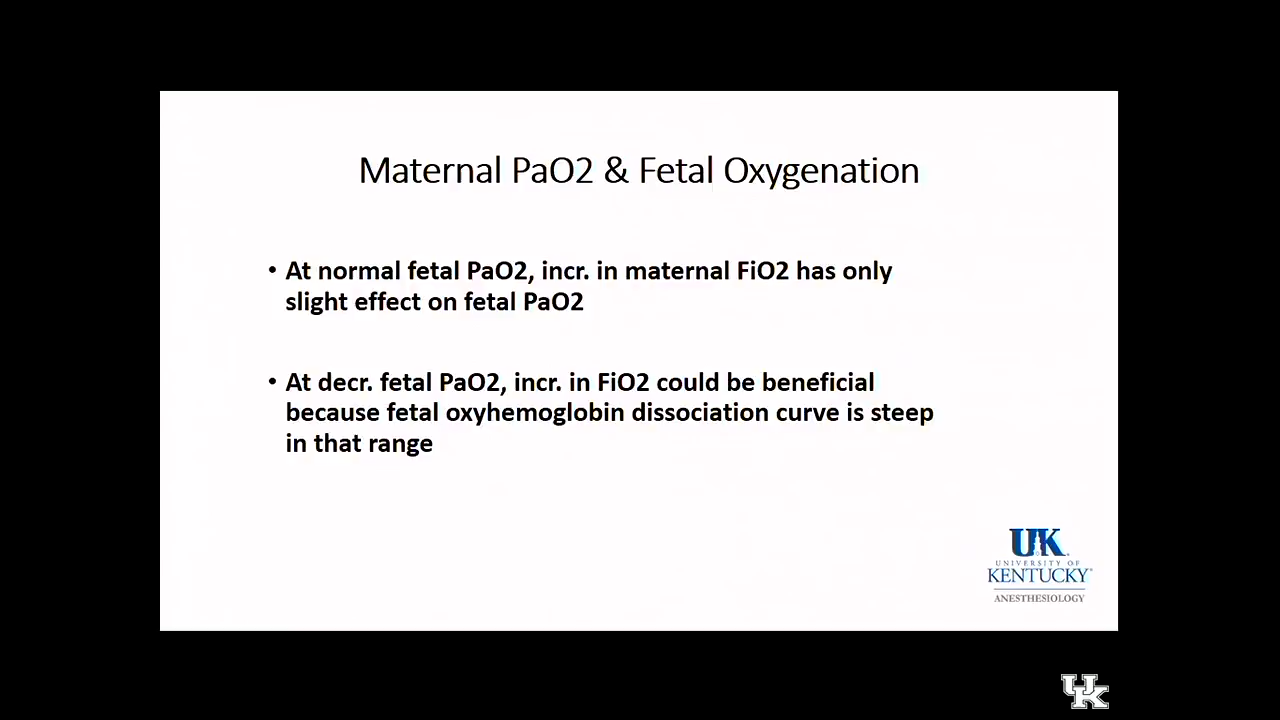 Maternal PaO2 & Fetal Oxygenation
• At normal fetal PaO2, incr. in maternal FiO2 has only
slight effect on fetal PaO2
• At decr. fetal PaO2, incr. in FiO2 could be beneficial
because fetal oxyhemoglobin dissociation curve is steep
in that range
UK
UNIVERSITY OF
KENTUCKY
ANESTHESIOLOGY
UK